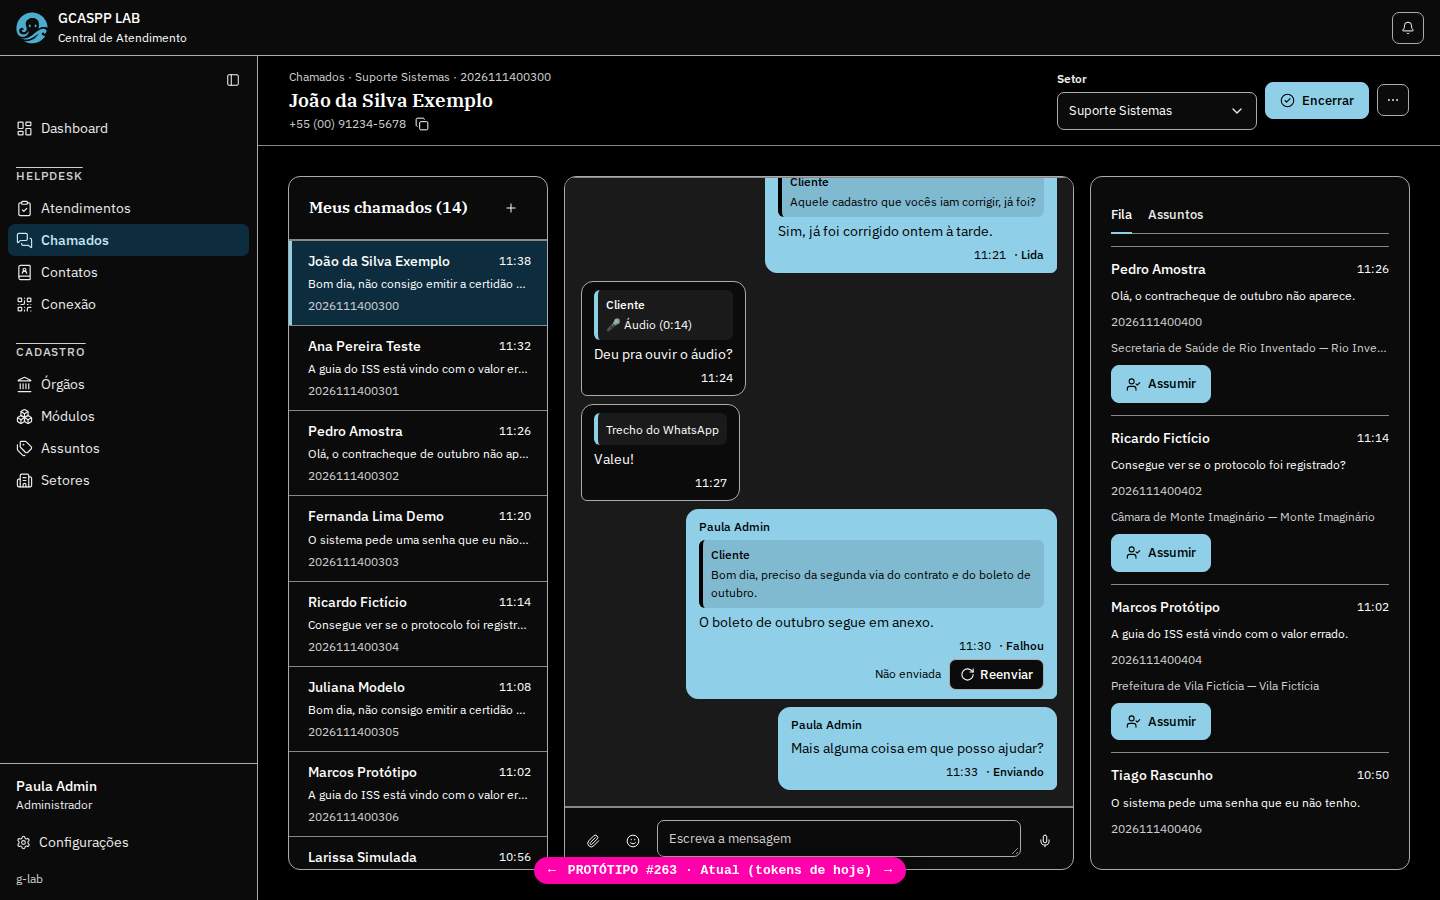 GCASPP LAB
Central de Atendimento
Dashboard
HELPDESK
Atendimentos
Chamados
Contatos
Conexão
CADASTRO
Órgãos
Módulos
Assuntos
Setores
Paula Admin
Administrador
Configurações
g-lab
Chamados · Suporte Sistemas · 2026111400300
João da Silva Exemplo
+55 (00) 91234-5678
Setor
Suporte Sistemas
Encerrar
Meus chamados (14)
João da Silva Exemplo 11:38
Bom dia, não consigo emitir a certidão ...
2026111400300
Ana Pereira Teste 11:32
A guia do ISS está vindo com o valor er...
2026111400301
Pedro Amostra 11:26
Olá, o contracheque de outubro não ap...
2026111400302
Fernanda Lima Demo 11:20
O sistema pede uma senha que eu não...
2026111400303
Ricardo Fictício 11:14
Consegue ver se o protocolo foi registr...
2026111400304
Juliana Modelo 11:08
Bom dia, não consigo emitir a certidão ...
2026111400305
Marcos Protótipo 11:02
A guia do ISS está vindo com o valor er...
2026111400306
Larissa Simulada 10:56
Cliente
Aquele cadastro que vocês iam corrigir, já foi?
Sim, já foi corrigido ontem à tarde.
11:21 · Lida
Cliente
🎤 Áudio (0:14)
Deu pra ouvir o áudio?
11:24
Trecho do WhatsApp
Valeu!
11:27
Paula Admin
Cliente
Bom dia, preciso da segunda via do contrato e do boleto de
outubro.
O boleto de outubro segue em anexo.
11:30 · Falhou
Não enviada Reenviar
Paula Admin
Mais alguma coisa em que posso ajudar?
11:33 · Enviando
Escreva a mensagem
← PROTÓTIPO #263 · Atual (tokens de hoje) →
Fila Assuntos
Pedro Amostra 11:26
Olá, o contracheque de outubro não aparece.
2026111400400
Secretaria de Saúde de Rio Inventado — Rio Inve...
Assumir
Ricardo Fictício 11:14
Consegue ver se o protocolo foi registrado?
2026111400402
Câmara de Monte Imaginário — Monte Imaginário
Assumir
Marcos Protótipo 11:02
A guia do ISS está vindo com o valor errado.
2026111400404
Prefeitura de Vila Fictícia — Vila Fictícia
Assumir
Tiago Rascunho 10:50
O sistema pede uma senha que eu não tenho.
2026111400406